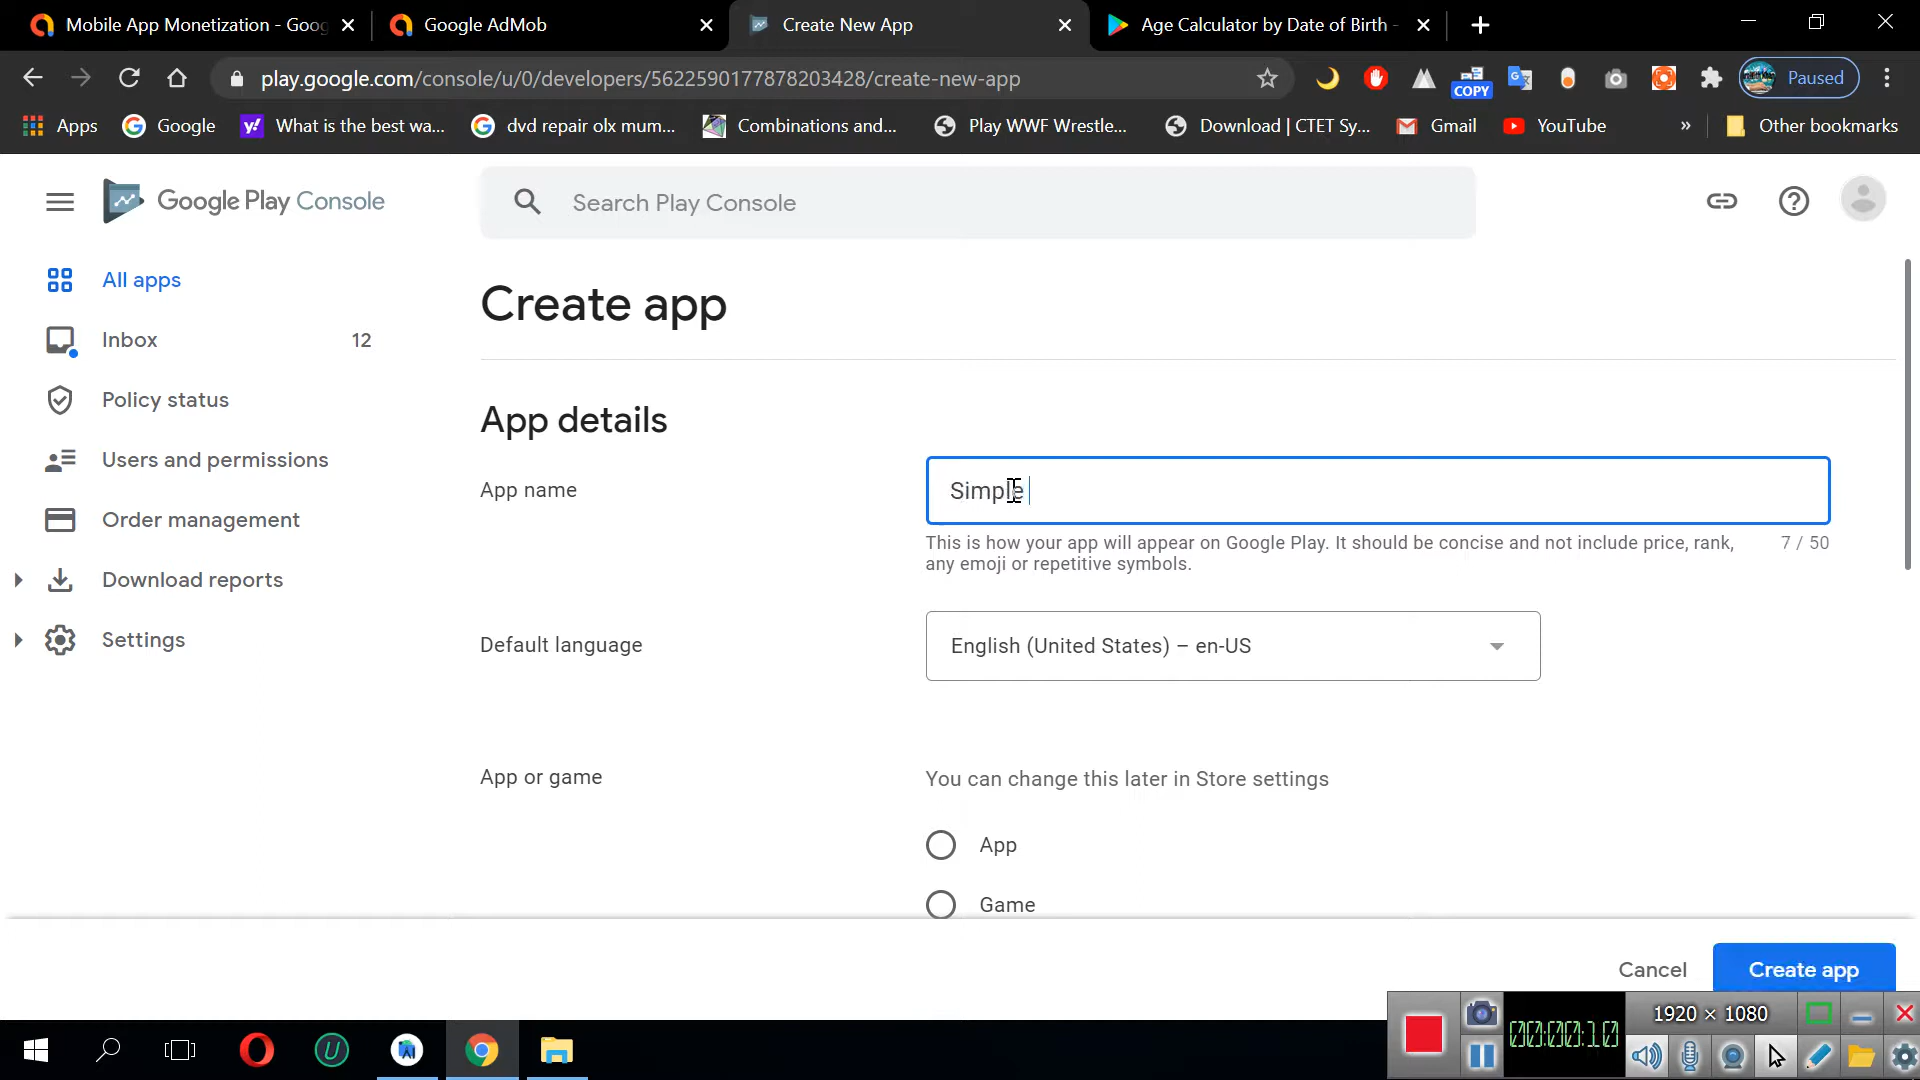 Mobile App Monetization - Goog
Google AdMob
Create New App
Age Calculator by Date of Birth -
play.google.com/console/u/0/developers/5622590177878203428/create-new-app
COPY
Paused
Apps
Google
What is the best wa...
dvd repair olx mum...
Combinations and...
Play WWF Wrestle...
Download | CTET Sy...
Gmail
YouTube
»
Other bookmarks
Google Play Console
Search Play Console
All apps
Inbox
12
Policy status
Users and permissions
Order management
Download reports
Settings
Create app
App details
App name
Simple
This is how your app will appear on Google Play. It should be concise and not include price, rank,
any emoji or repetitive symbols.
7 / 50
Default language
English (United States) – en-US
App or game
You can change this later in Store settings
App
Game
Cancel
Create app
1920 × 1080
00:00:10